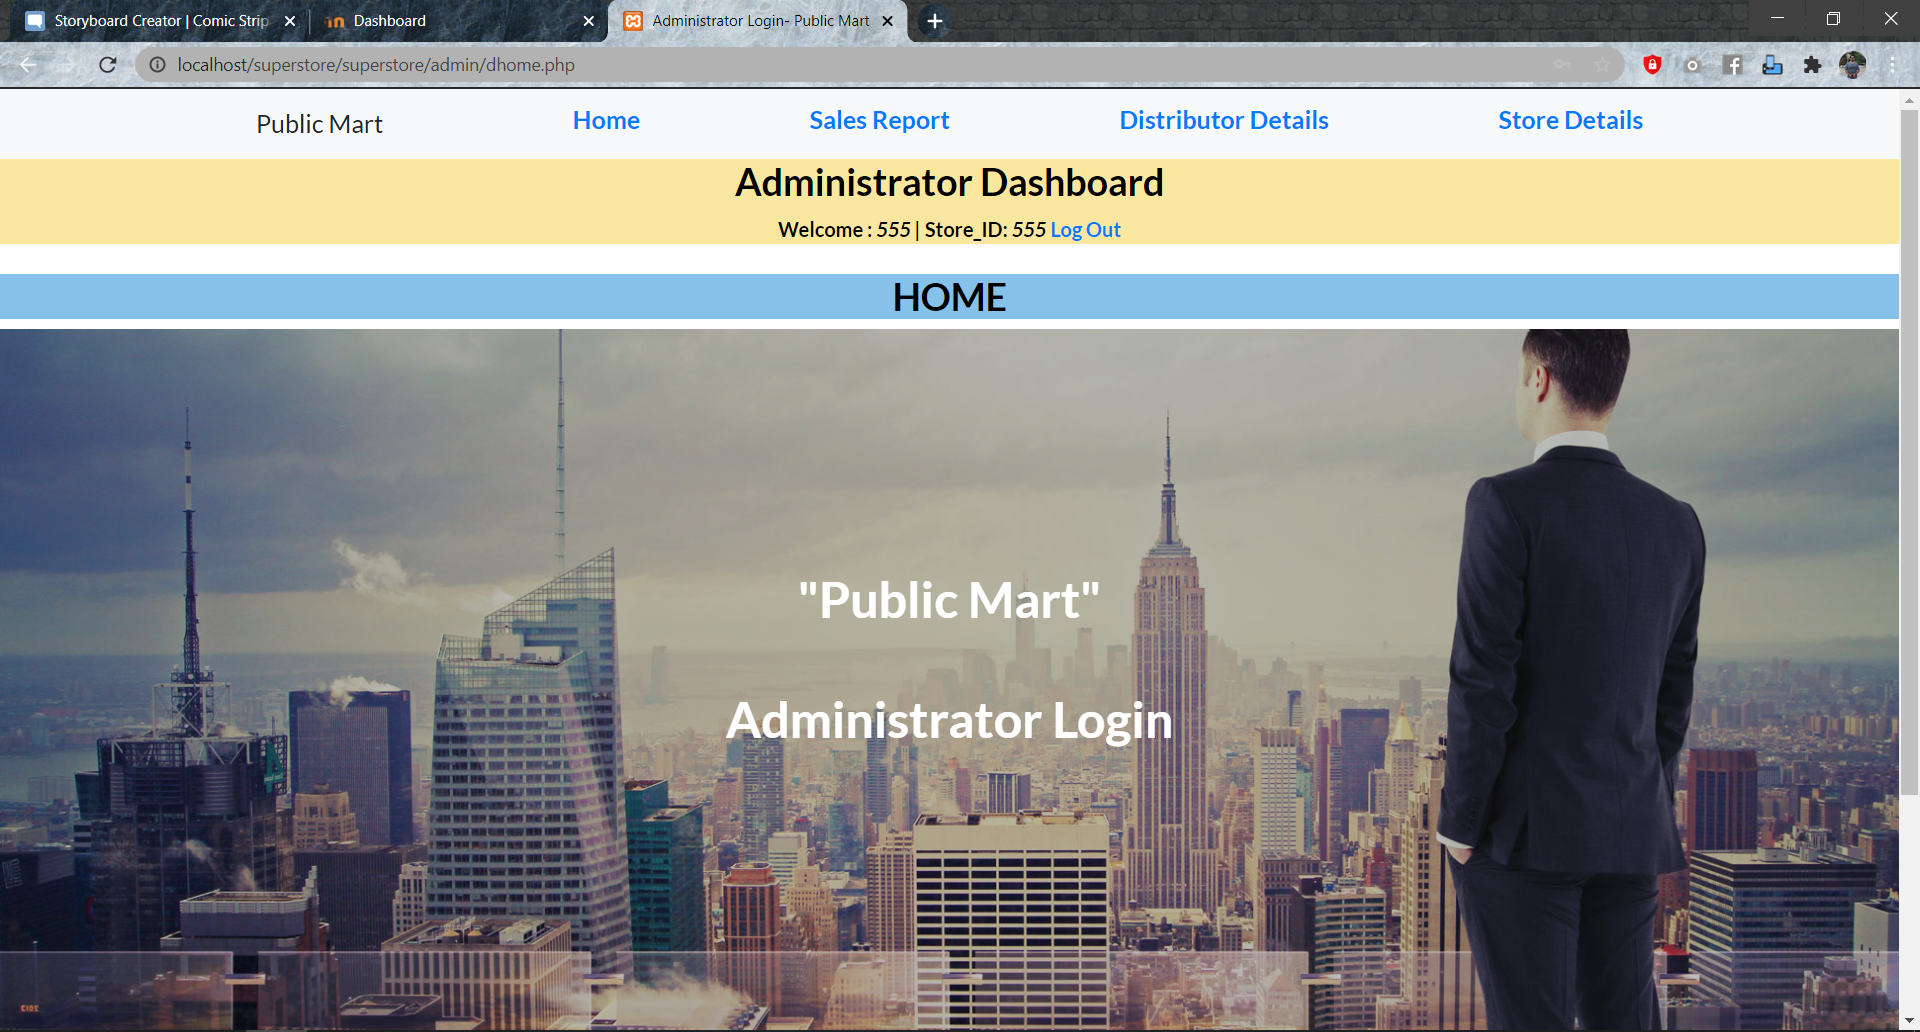 Storyboard Creator | Comic Strip
Dashboard
Administrator Login- Public Mart
localhost/superstore/superstore/admin/dhome.php
Public Mart
Home
Sales Report
Distributor Details
Store Details
Administrator Dashboard
Welcome : 555 | Store_ID: 555 Log Out
HOME
"Public Mart"
Administrator Login